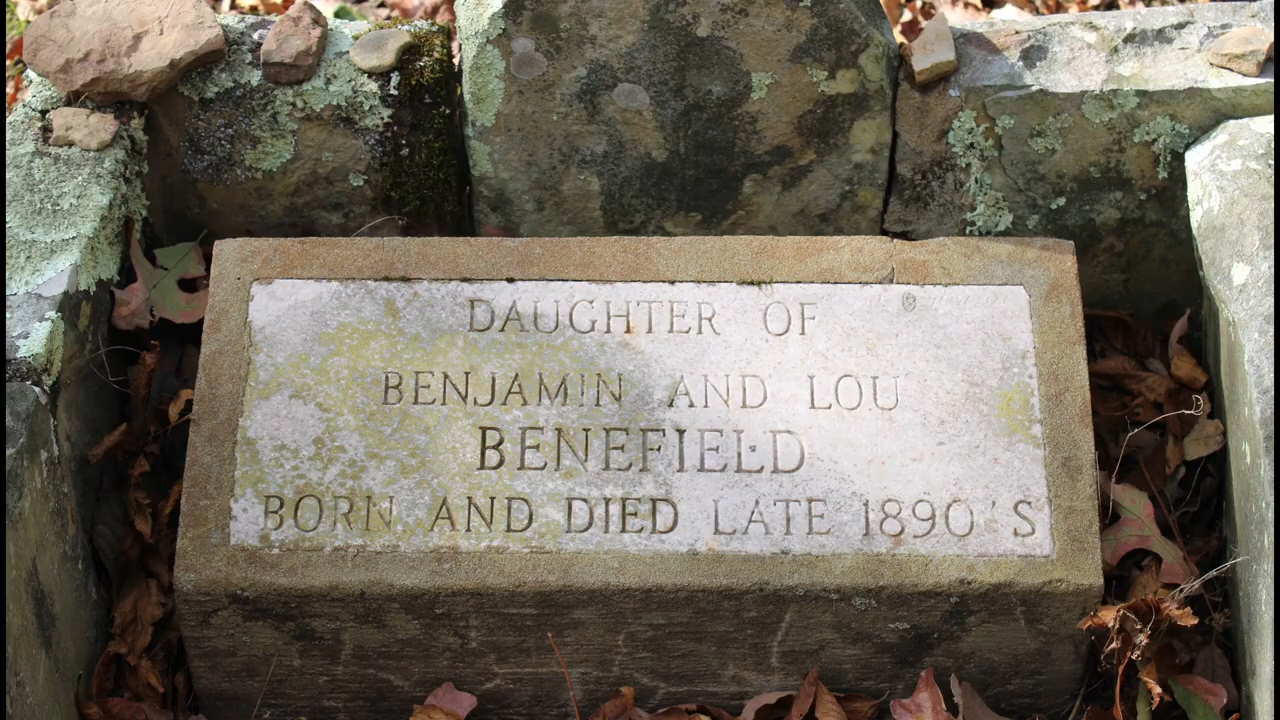 DAUGHTER OF
BENJAMIN AND LOU
BENEFIELD
BORN AND DIED LATE 1890'S